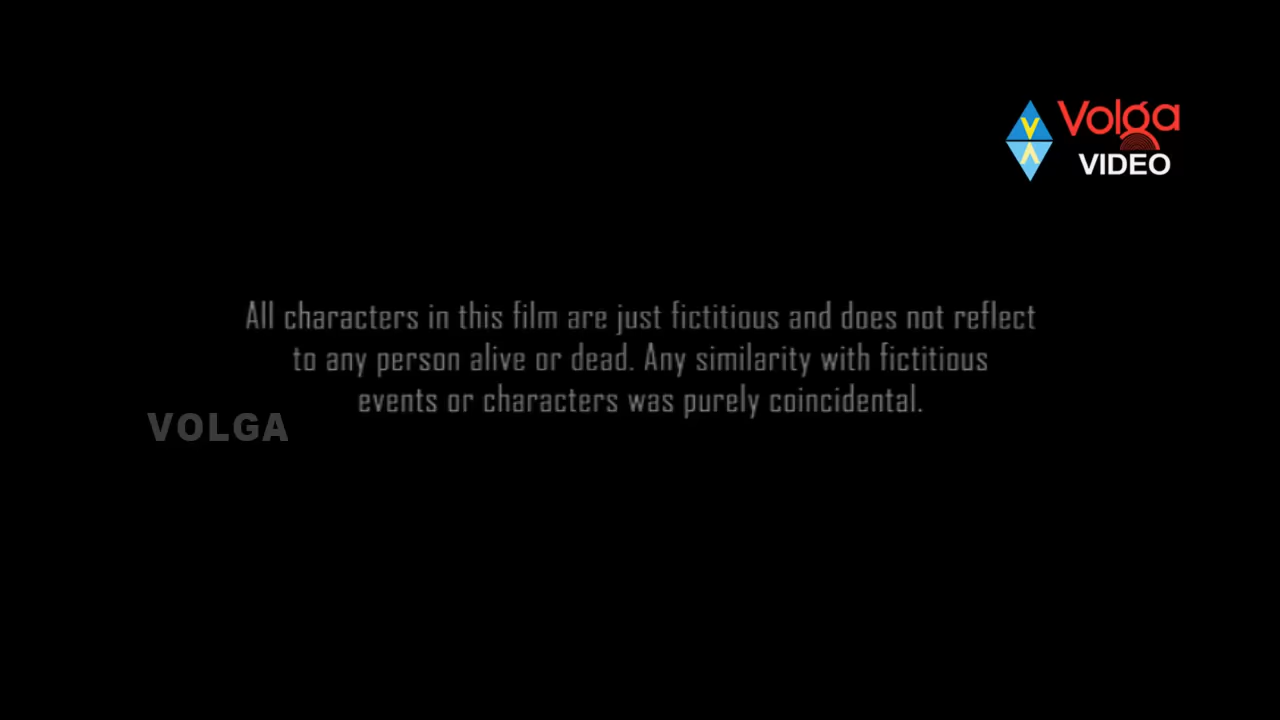 Volga
VIDEO
All characters in this film are just fictitious and does not reflect
to any person alive or dead. Any similarity with fictitious
events or characters was purely coincidental.
VOLGA